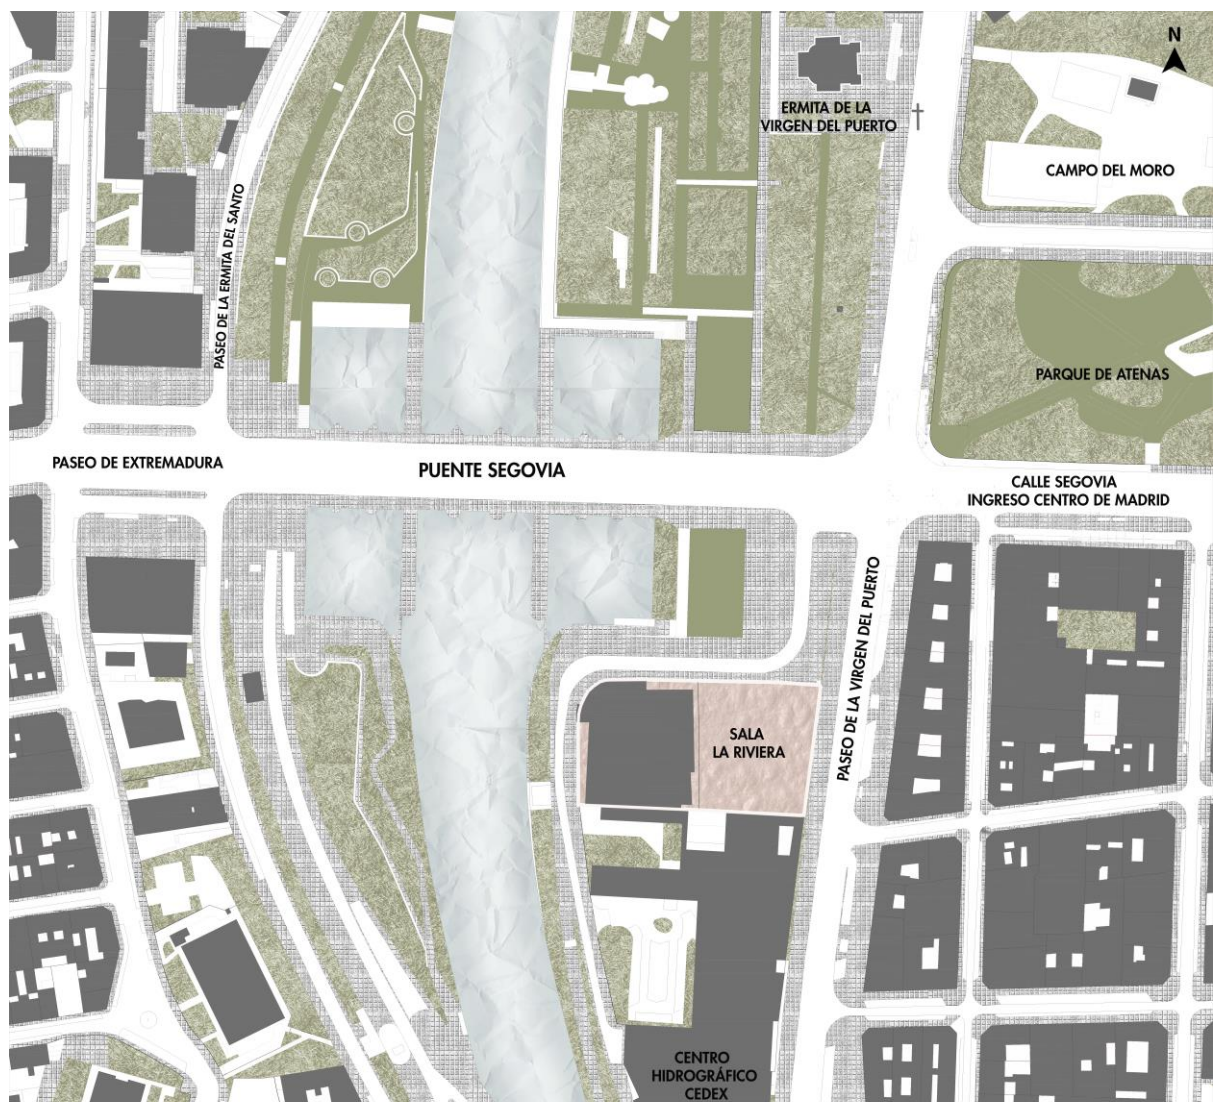 N
ERMITA DE LA
VIRGEN DEL PUERTO
CAMPO DEL MORO
PASEO DE LA ERMITA DEL SANTO
PARQUE DE ATENAS
PASEO DE EXTREMADURA
PUENTE SEGOVIA
CALLE SEGOVIA
INGRESO CENTRO DE MADRID
PASEO DE LA VIRGEN DEL PUERTO
SALA
LA RIVIERA
CENTRO
HIDROGRÁFICO
CEDEX